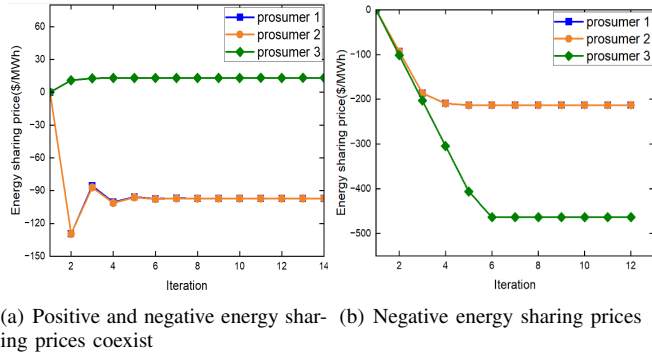 prosumer 1
prosumer 2
prosumer 3
Energy sharing price($/MWh)
60
30
0
−30
−60
−90
−120
−150
2 4 6 8 10 12 14
Iteration
(a) Positive and negative energy shar-
ing prices coexist
prosumer 1
prosumer 2
prosumer 3
Energy sharing price($/MWh)
0
−100
−200
−300
−400
−500
2 4 6 8 10 12
Iteration
(b) Negative energy sharing prices